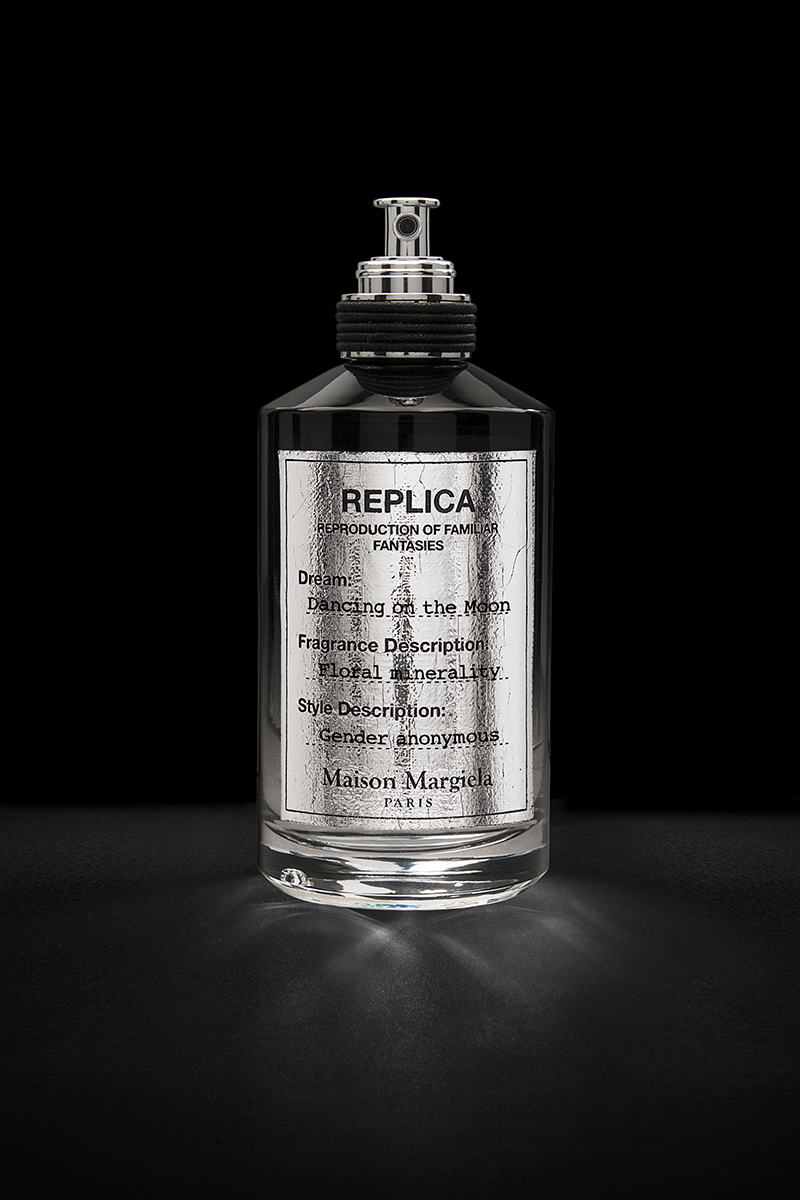 REPLICA
REPRODUCTION OF FAMILIAR
FANTASIES
Dream:
Dancing on the Moon
Fragrance Description:
Floral minerality
Style Description:
Gender anonymous
Maison Margiela
PARIS